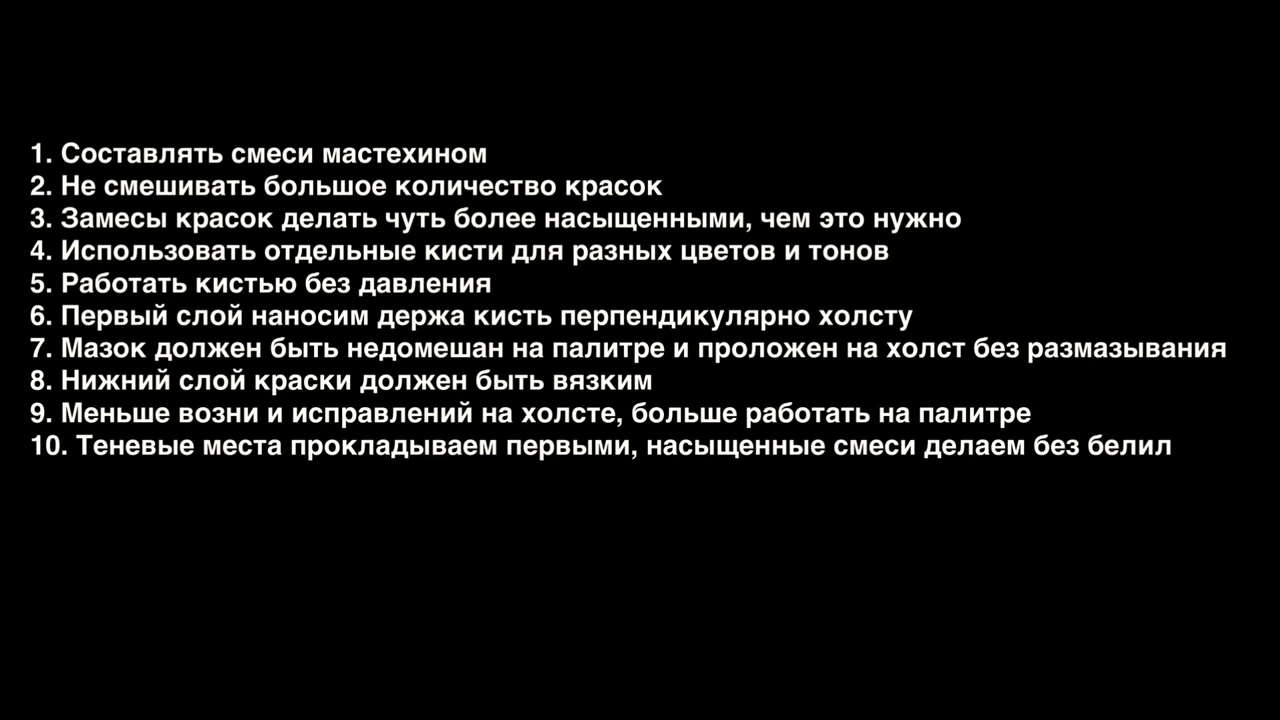 1. Составлять смеси мастехином
2. Не смешивать большое количество красок
3. Замесы красок делать чуть более насыщенными, чем это нужно
4. Использовать отдельные кисти для разных цветов и тонов
5. Работать кистью без давления
6. Первый слой наносим держа кисть перпендикулярно холсту
7. Мазок должен быть недомешан на палитре и проложен на холст без размазывания
8. Нижний слой краски должен быть вязким
9. Меньше возни и исправлений на холсте, больше работать на палитре
10. Теневые места прокладываем первыми, насыщенные смеси делаем без белил